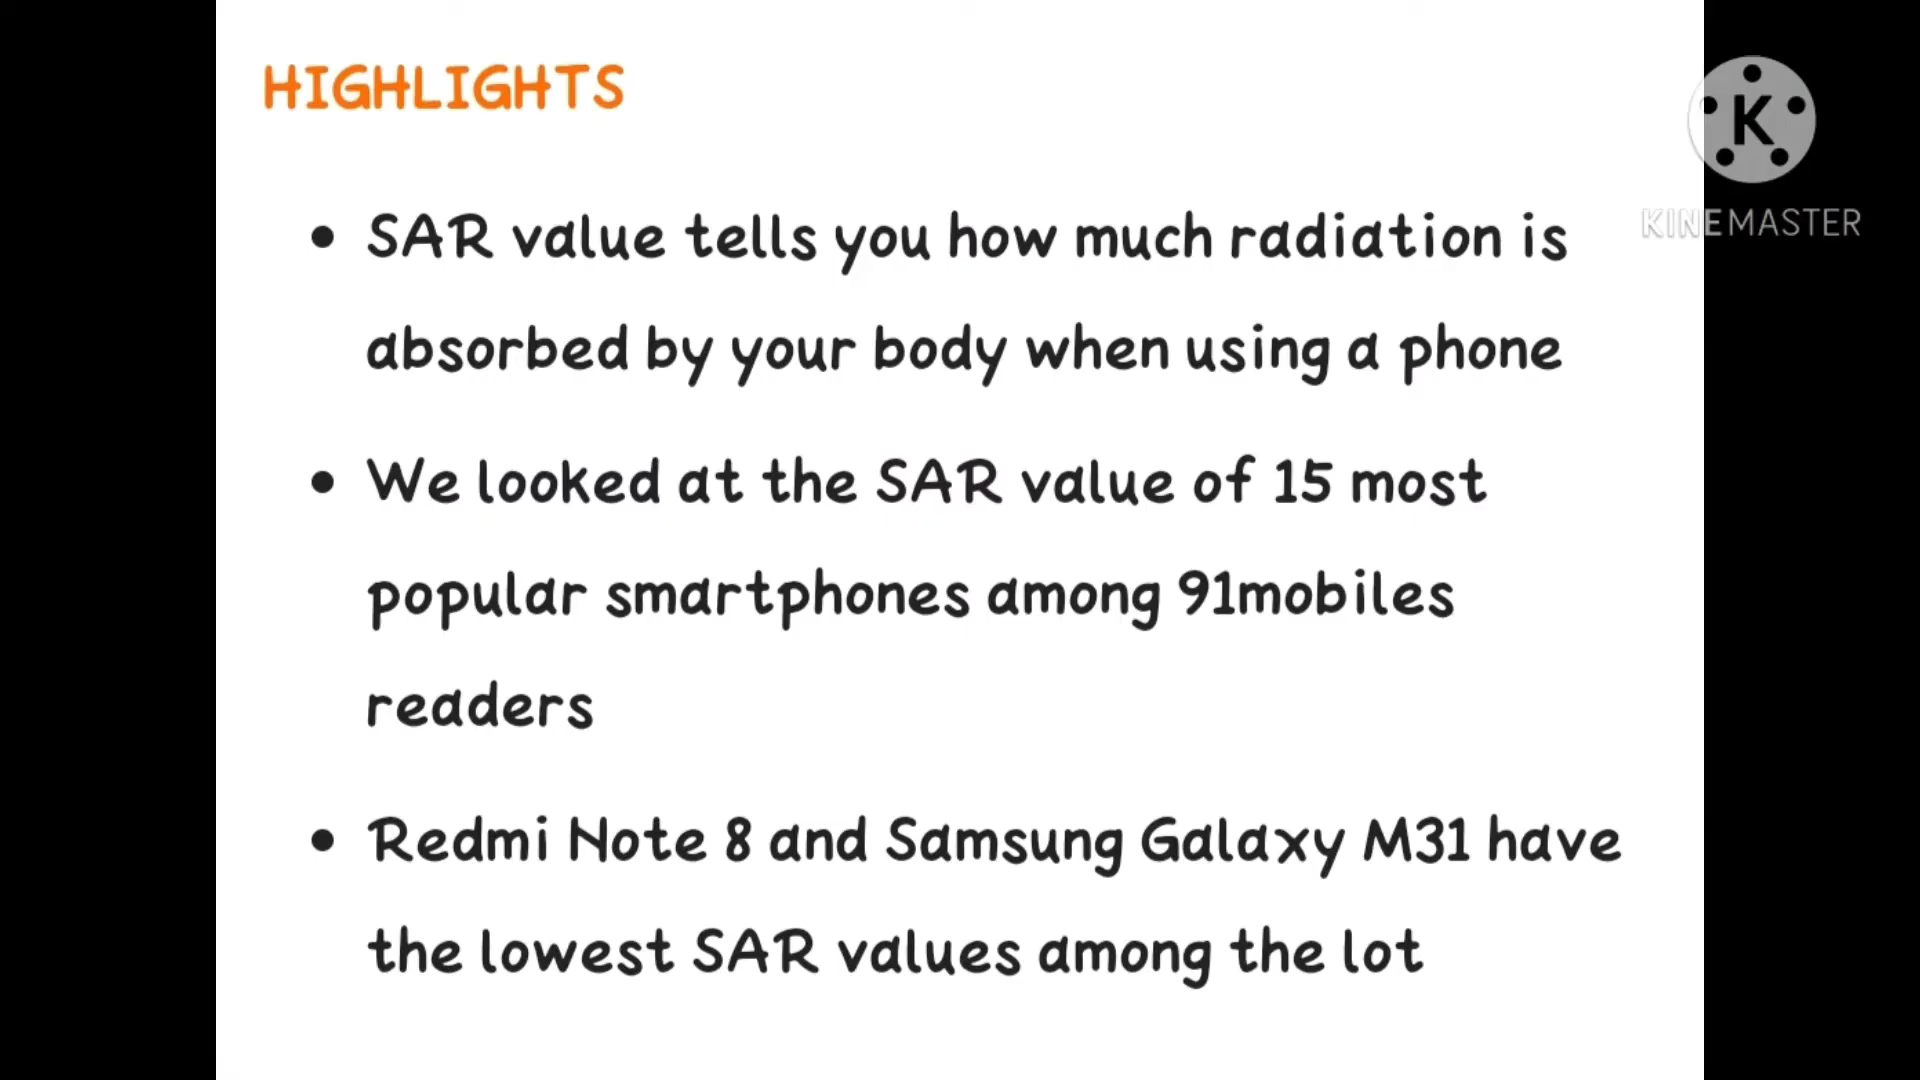 HIGHLIGHTS
K
KINEMASTER
• SAR value tells you how much radiation is
absorbed by your body when using a phone
• We looked at the SAR value of 15 most
popular smartphones among 91mobiles
readers
• Redmi Note 8 and Samsung Galaxy M31 have
the lowest SAR values among the lot